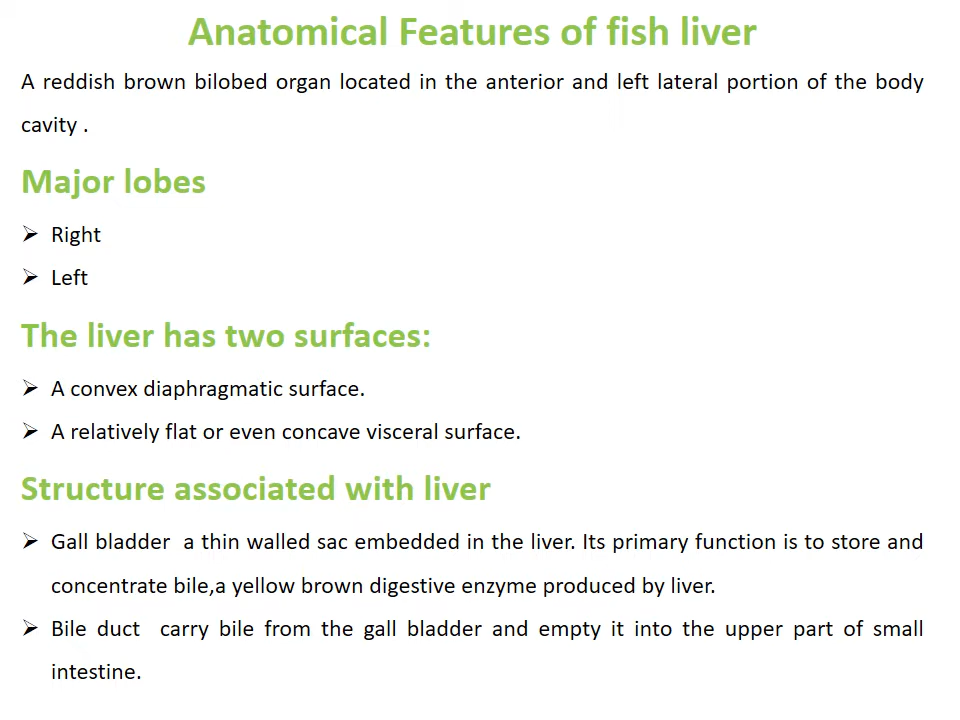 Anatomical Features of fish liver
A reddish brown bilobed organ located in the anterior and left lateral portion of the body
cavity .
Major lobes
➢ Right
➢ Left
The liver has two surfaces:
➢ A convex diaphragmatic surface.
➢ A relatively flat or even concave visceral surface.
Structure associated with liver
➢ Gall bladder  a thin walled sac embedded in the liver. Its primary function is to store and
concentrate bile,a yellow brown digestive enzyme produced by liver.
➢ Bile duct  carry bile from the gall bladder and empty it into the upper part of small
intestine.